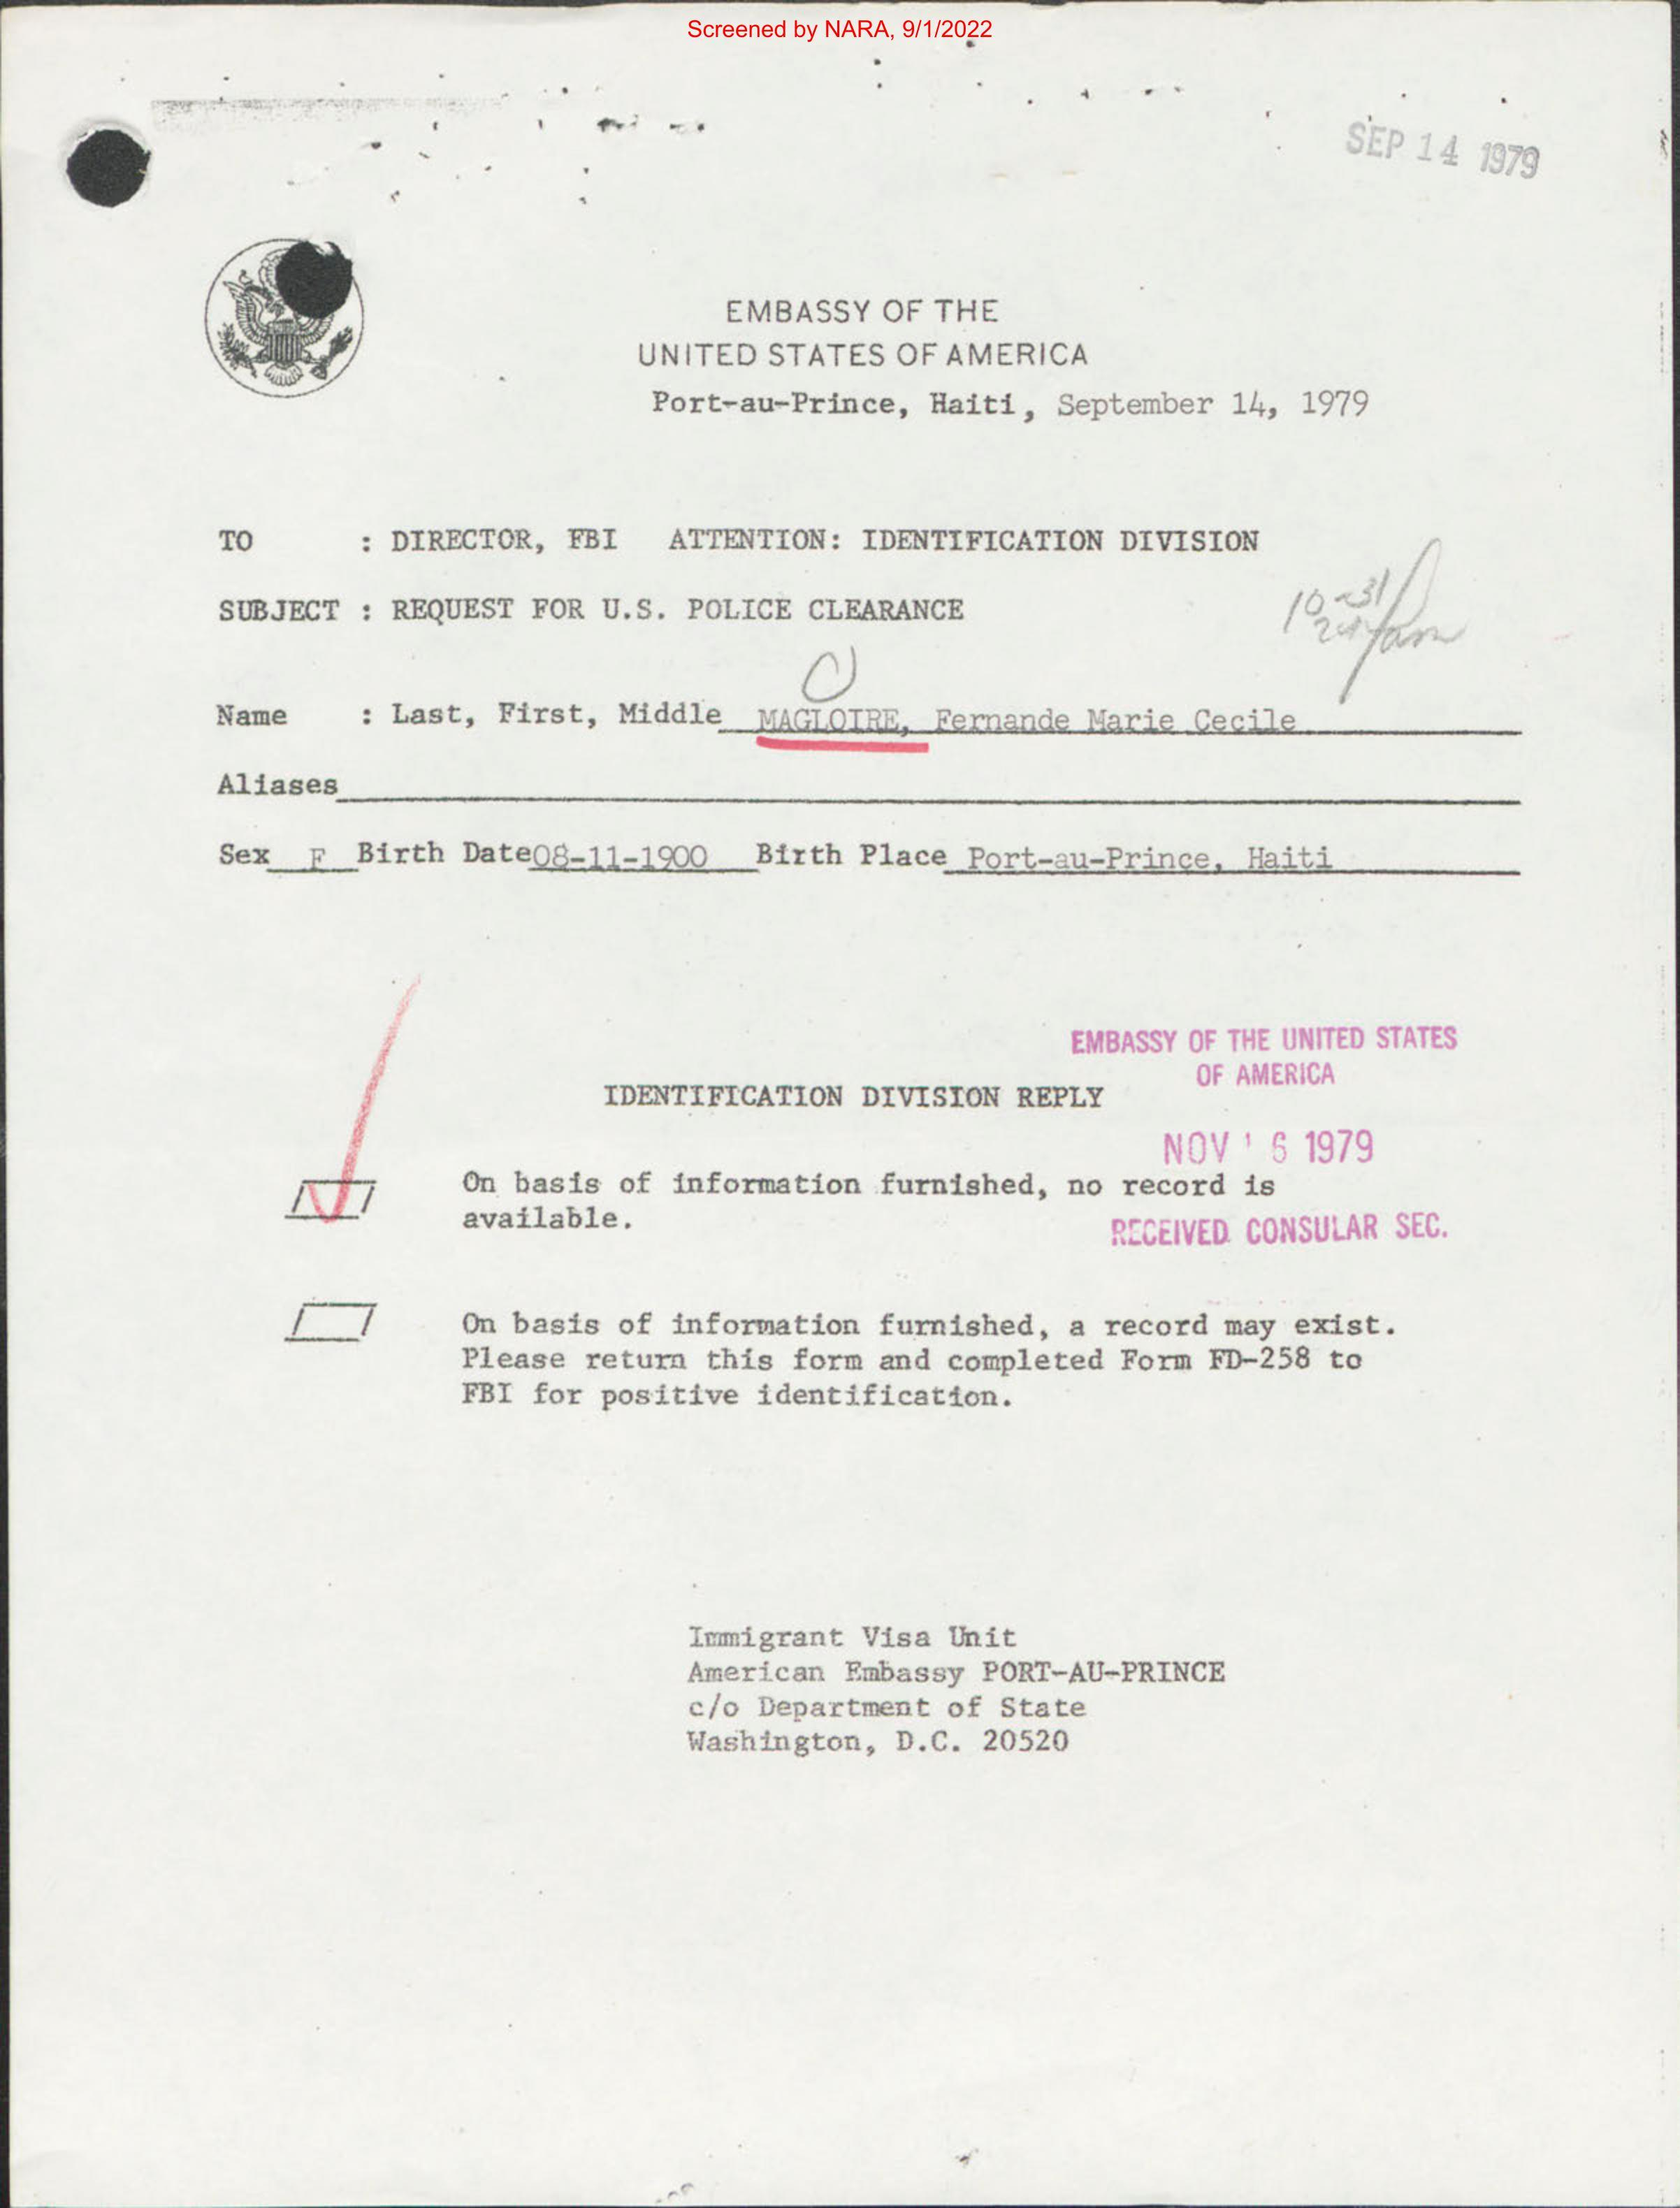 Screened by NARA, 9/1/2022
SEP 14 1979
EMBASSY OF THE
UNITED STATES OF AMERICA
Port-au-Prince, Haiti, September 14, 1979
TO : DIRECTOR, FBI ATTENTION: IDENTIFICATION DIVISION
SUBJECT : REQUEST FOR U.S. POLICE CLEARANCE
10-31
Name : Last, First, Middle MAGLOIRE, Fernande Marie Cecile
Aliases
Sex F Birth Date 08-11-1900 Birth Place Port-au-Prince, Haiti
EMBASSY OF THE UNITED STATES
OF AMERICA
IDENTIFICATION DIVISION REPLY
NOV 16 1979
On basis of information furnished, no record is
available.
RECEIVED CONSULAR SEC.
On basis of information furnished, a record may exist.
Please return this form and completed Form FD-258 to
FBI for positive identification.
Immigrant Visa Unit
American Embassy PORT-AU-PRINCE
c/o Department of State
Washington, D.C. 20520